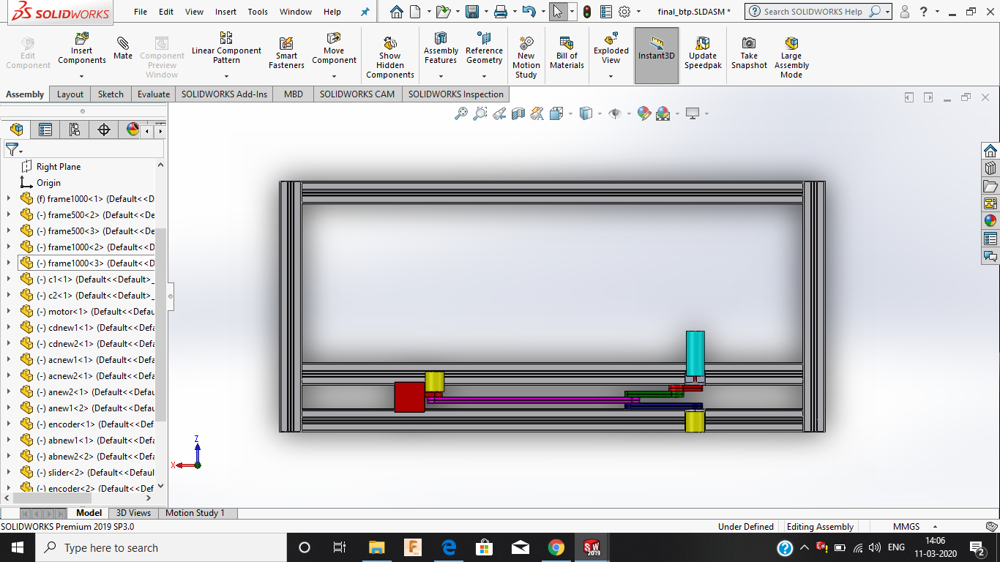 SOLIDWORKS
File Edit View Insert Tools Window Help
final_btp.SLDASM *
Search SOLIDWORKS Help
Edit Component
Insert Components
Mate
Component Preview Window
Linear Component Pattern
Smart Fasteners
Move Component
Show Hidden Components
Assembly Features
Reference Geometry
New Motion Study
Bill of Materials
Exploded View
Instant3D
Update Speedpak
Take Snapshot
Large Assembly Mode
Assembly Layout Sketch Evaluate SOLIDWORKS Add-Ins MBD SOLIDWORKS CAM SOLIDWORKS Inspection
Right Plane
Origin
(f) frame1000<1> (Default<<D
(-) frame500<2> (Default<<De
(-) frame500<3> (Default<<De
(-) frame1000<2> (Default<<D
(-) frame1000<3> (Default<<D
(-) c1<1> (Default<<Default>_
(-) c2<1> (Default<<Default>_
(-) motor<1> (Default<<Defau
(-) cdnew1<1> (Default<<Def
(-) cdnew2<1> (Default<<Def
(-) acnew1<1> (Default<<Def
(-) acnew2<1> (Default<<Def
(-) anew2<1> (Default<<Defa
(-) anew1<2> (Default<<Defa
(-) encoder<1> (Default<<Def
(-) abnew1<1> (Default<<Def
(-) abnew2<2> (Default<<Def
(-) slider<2> (Default<<Defaul
(-) encoder<2> (Default<<Def
Z
X
Model 3D Views Motion Study 1
SOLIDWORKS Premium 2019 SP3.0
Under Defined Editing Assembly MMGS
Type here to search
SW
2019
ENG
14:06
11-03-2020
2